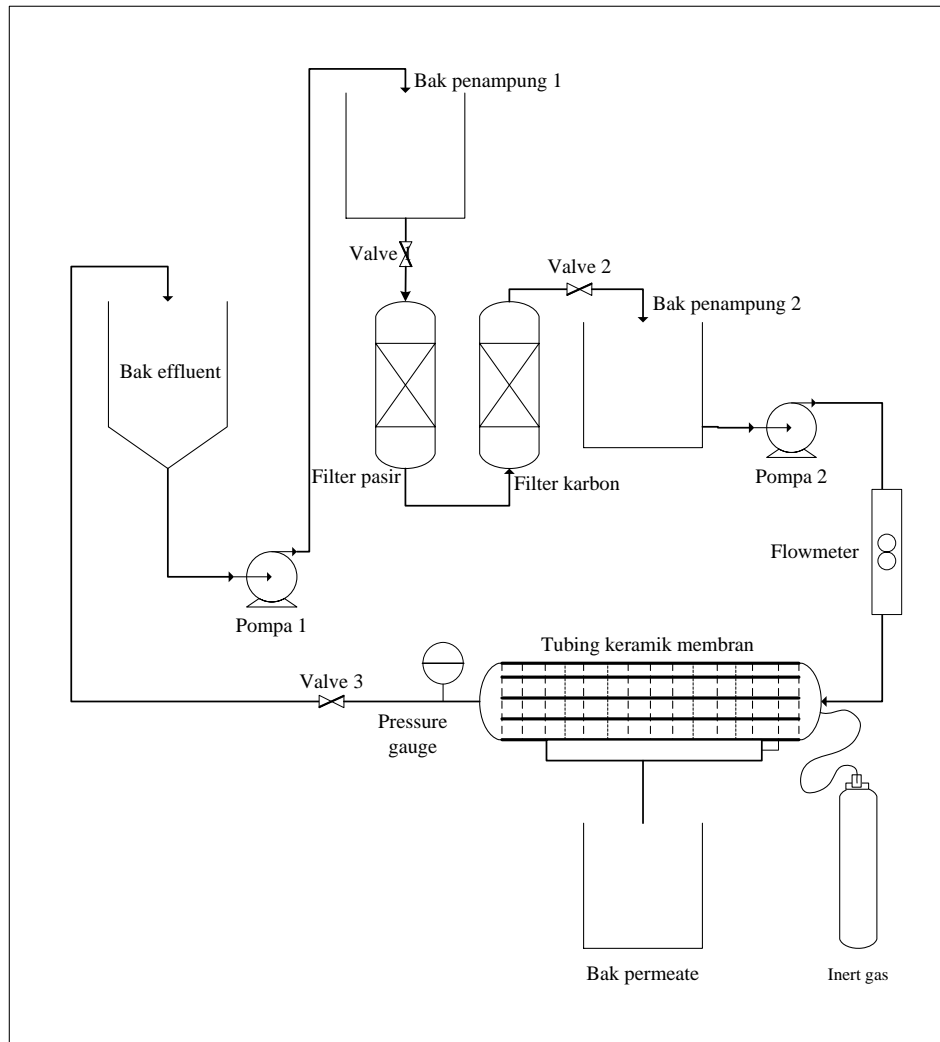 Bak penampung 1
Valve 1
Valve 2
Bak penampung 2
Bak effluent
Filter pasir
Filter karbon
Pompa 2
Flowmeter
Pompa 1
Tubing keramik membran
Valve 3
Pressure
gauge
Bak permeate
Inert gas